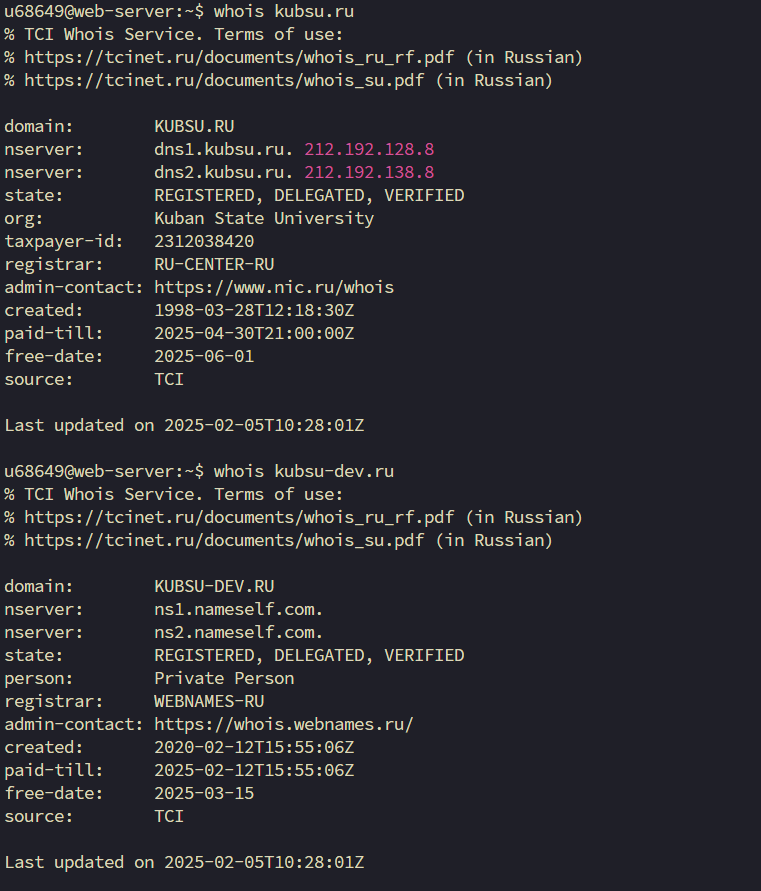 u68649@web-server:~$ whois kubsu.ru
% TCI Whois Service. Terms of use:
% https://tcinet.ru/documents/whois_ru_rf.pdf (in Russian)
% https://tcinet.ru/documents/whois_su.pdf (in Russian)

domain:        KUBSU.RU
nserver:       dns1.kubsu.ru. 212.192.128.8
nserver:       dns2.kubsu.ru. 212.192.138.8
state:         REGISTERED, DELEGATED, VERIFIED
org:           Kuban State University
taxpayer-id:   2312038420
registrar:     RU-CENTER-RU
admin-contact: https://www.nic.ru/whois
created:       1998-03-28T12:18:30Z
paid-till:     2025-04-30T21:00:00Z
free-date:     2025-06-01
source:        TCI

Last updated on 2025-02-05T10:28:01Z

u68649@web-server:~$ whois kubsu-dev.ru
% TCI Whois Service. Terms of use:
% https://tcinet.ru/documents/whois_ru_rf.pdf (in Russian)
% https://tcinet.ru/documents/whois_su.pdf (in Russian)

domain:        KUBSU-DEV.RU
nserver:       ns1.nameself.com.
nserver:       ns2.nameself.com.
state:         REGISTERED, DELEGATED, VERIFIED
person:        Private Person
registrar:     WEBNAMES-RU
admin-contact: https://whois.webnames.ru/
created:       2020-02-12T15:55:06Z
paid-till:     2025-02-12T15:55:06Z
free-date:     2025-03-15
source:        TCI

Last updated on 2025-02-05T10:28:01Z